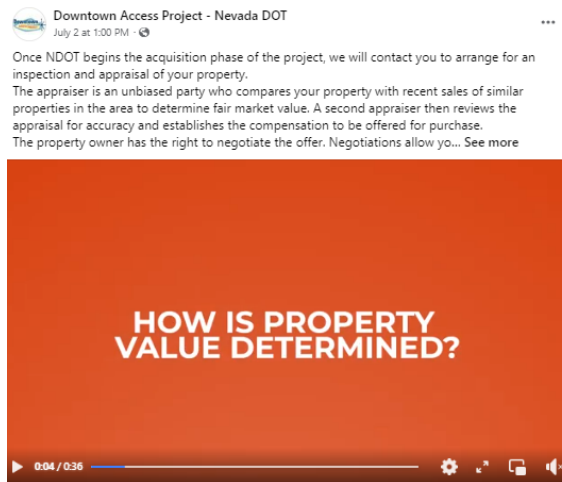 Downtown Access Project - Nevada DOT
July 2 at 1:00 PM ·
Once NDOT begins the acquisition phase of the project, we will contact you to arrange for an
inspection and appraisal of your property.
The appraiser is an unbiased party who compares your property with recent sales of similar
properties in the area to determine fair market value. A second appraiser then reviews the
appraisal for accuracy and establishes the compensation to be offered for purchase.
The property owner has the right to negotiate the offer. Negotiations allow yo... See more
HOW IS PROPERTY
VALUE DETERMINED?
0:04 / 0:36